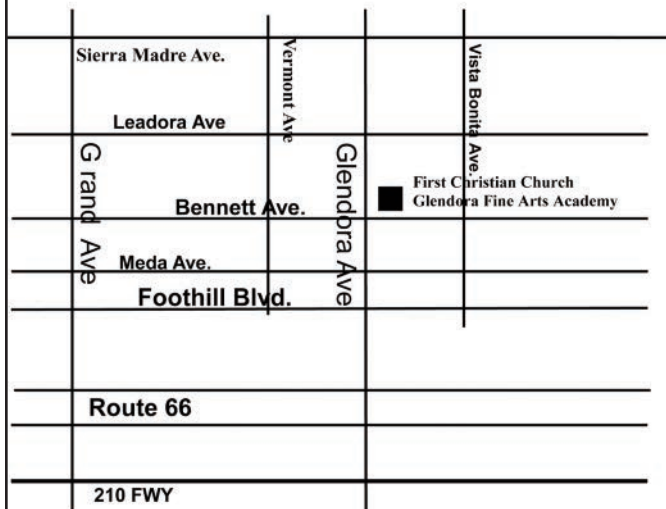 Sierra Madre Ave.
Vermont Ave
Vista Bonita Ave.
Leadora Ave
G rand Ave
Glendora Ave
First Christian Church
Glendora Fine Arts Academy
Bennett Ave.
Meda Ave.
Foothill Blvd.
Route 66
210 FWY